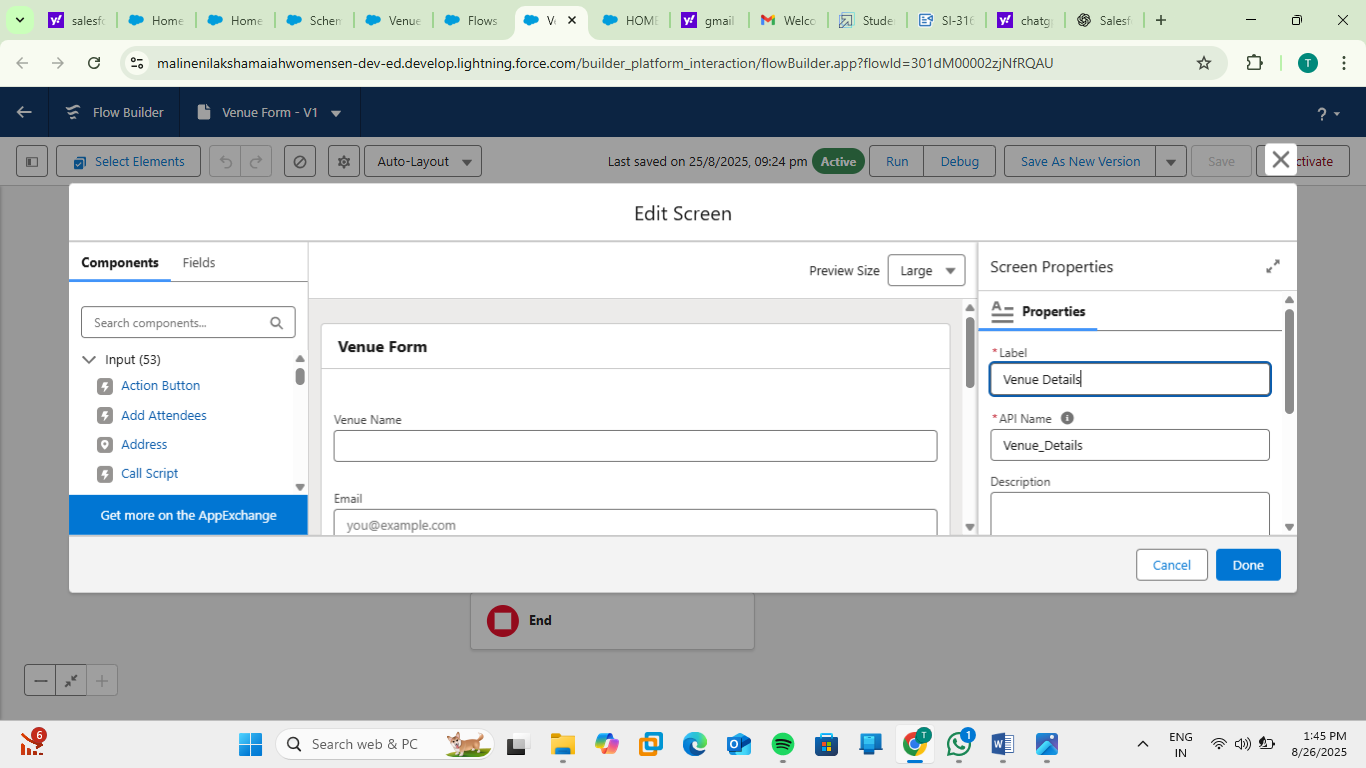 salesfo
Home
Home
Schem
Venue
Flows
Ve
HOME
gmail
Welco
Stude
SI-316
chatg
Salesf
malinenilakshamaiahwomensen-dev-ed.develop.lightning.force.com/builder_platform_interaction/flowBuilder.app?flowId=301dM00002zjNfRQAU
T
Flow Builder
Venue Form - V1
?
Select Elements
Auto-Layout
Last saved on 25/8/2025, 09:24 pm
Active
Run
Debug
Save As New Version
Save
ctivate
Edit Screen
Components
Fields
Search components...
Input (53)
Action Button
Add Attendees
Address
Call Script
Get more on the AppExchange
Preview Size
Large
Venue Form
Venue Name
Email
you@example.com
Screen Properties
Properties
*Label
Venue Details
*API Name
Venue_Details
Description
Cancel
Done
End
6
Search web & PC
T
1
ENG
IN
1:45 PM
8/26/2025